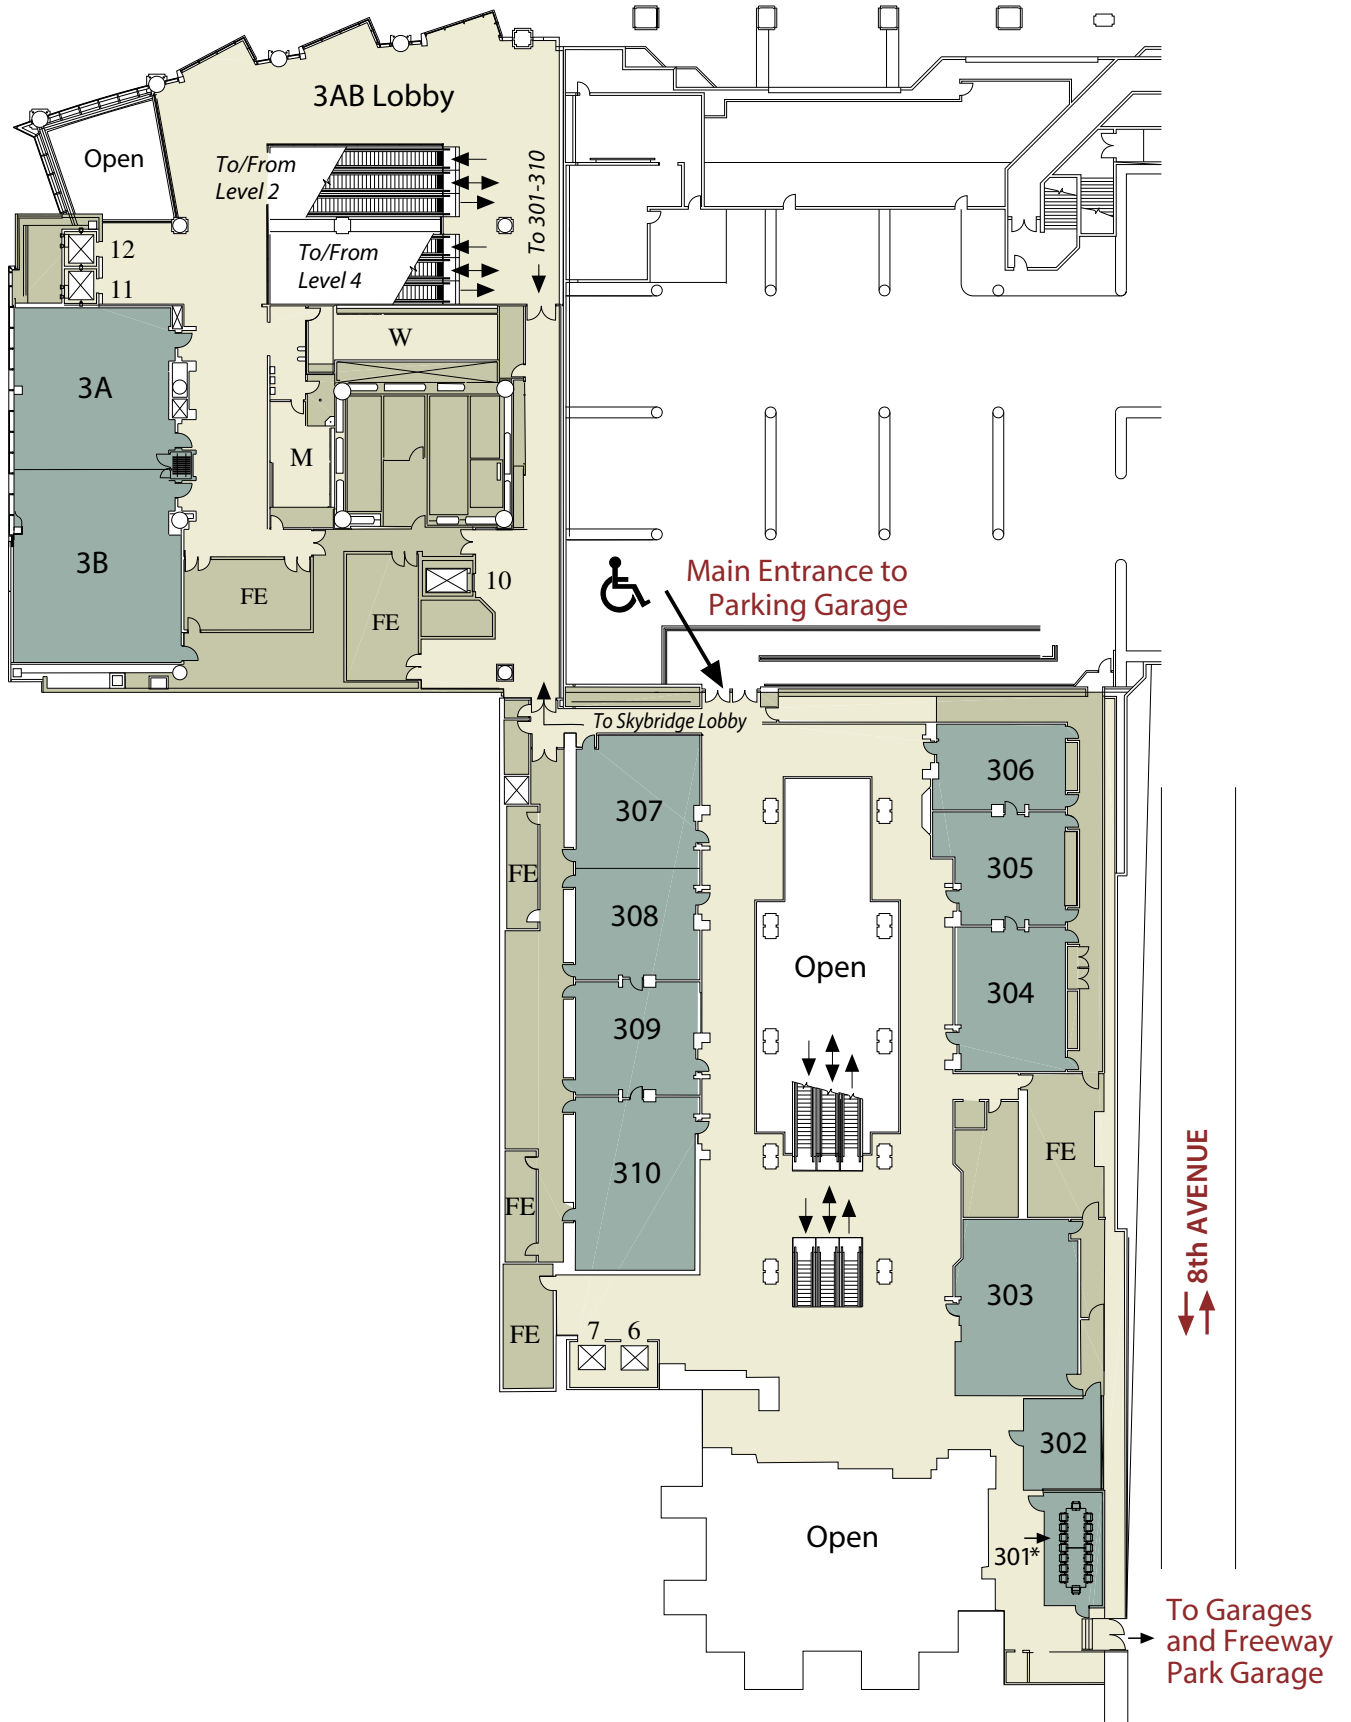 3AB Lobby
Open
To/From
Level 2
To 301-310
To/From
Level 4
12
11
W
3A
M
3B
10
FE
FE
Main Entrance to
Parking Garage
To Skybridge Lobby
306
307
305
FE
308
Open
304
309
8th AVENUE
FE
310
FE
303
FE
7
6
302
Open
301*
To Garages
and Freeway
Park Garage